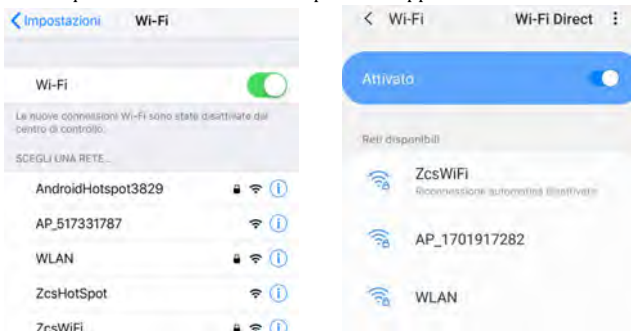 Impostazioni Wi-Fi
Wi-Fi
Le nuove connessioni Wi-Fi sono state disattivate dal
centro di controllo.
SCEGLI UNA RETE...
AndroidHotspot3829
AP_517331787
WLAN
ZcsHotSpot
ZcsWiFi
Wi-Fi Wi-Fi Direct
Attivato
Reti disponibili
ZcsWiFi
Riconnessione automatica disattivata
AP_1701917282
WLAN